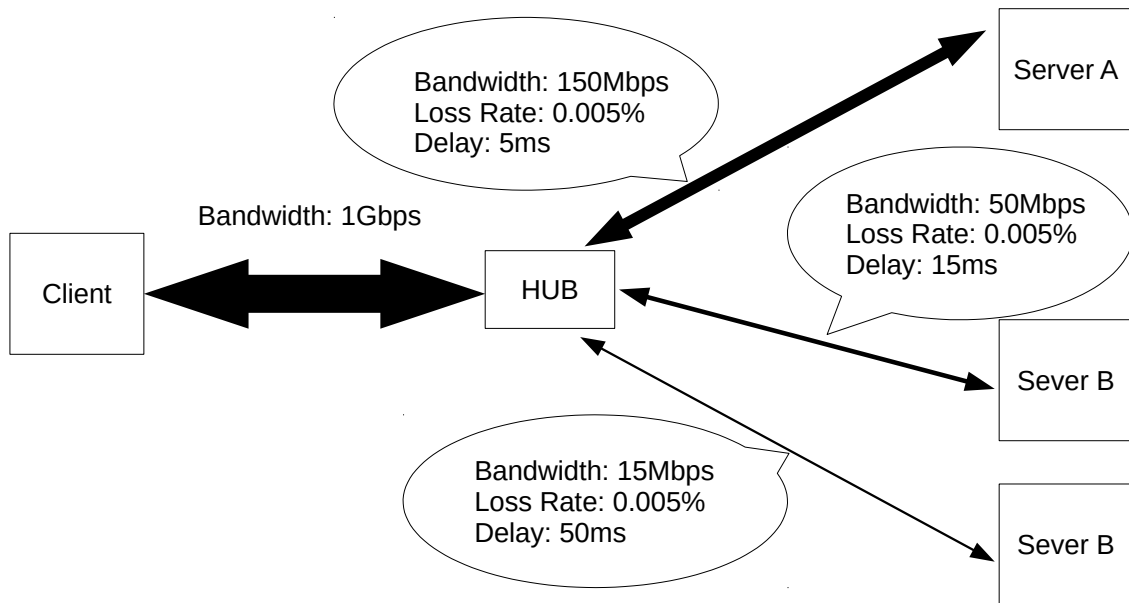 Bandwidth: 150Mbps
Loss Rate: 0.005%
Delay: 5ms
Server A
Bandwidth: 1Gbps
Bandwidth: 50Mbps
Loss Rate: 0.005%
Delay: 15ms
Client
HUB
Sever B
Bandwidth: 15Mbps
Loss Rate: 0.005%
Delay: 50ms
Sever B